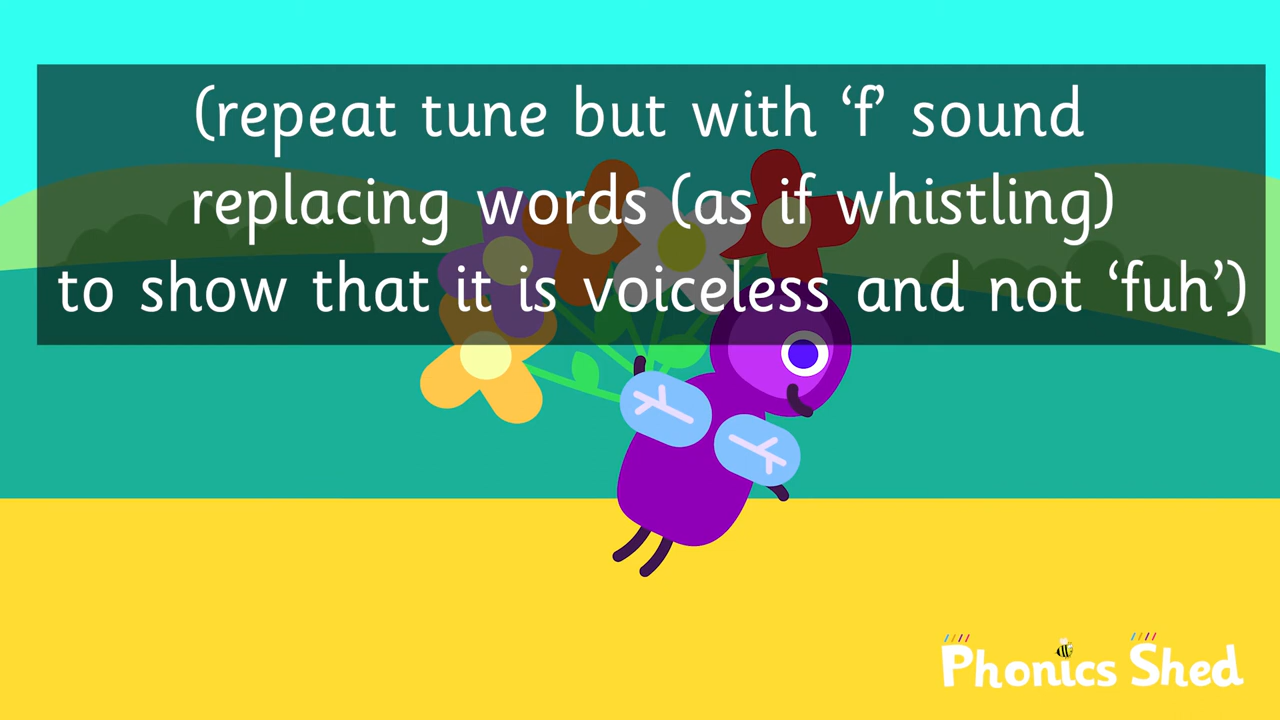 (repeat tune but with ‘f’ sound
replacing words (as if whistling)
to show that it is voiceless and not ‘fuh’)
Phonics Shed